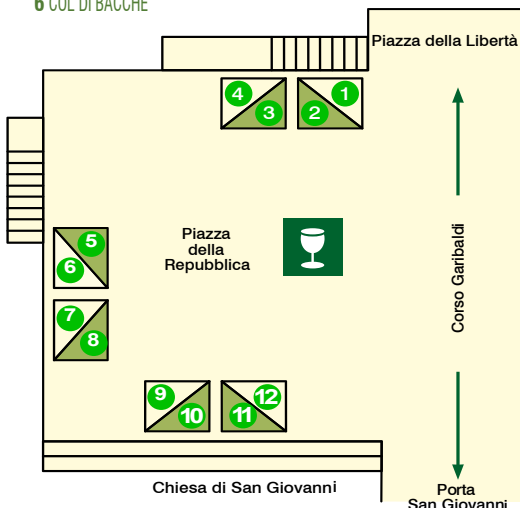 6 COL DI BACCHE
Piazza della Libertà
4 1
3 2
5
6
Piazza
della
Repubblica
Corso Garibaldi
7
8
9 12
10 11
Chiesa di San Giovanni
Porta
San Giovanni